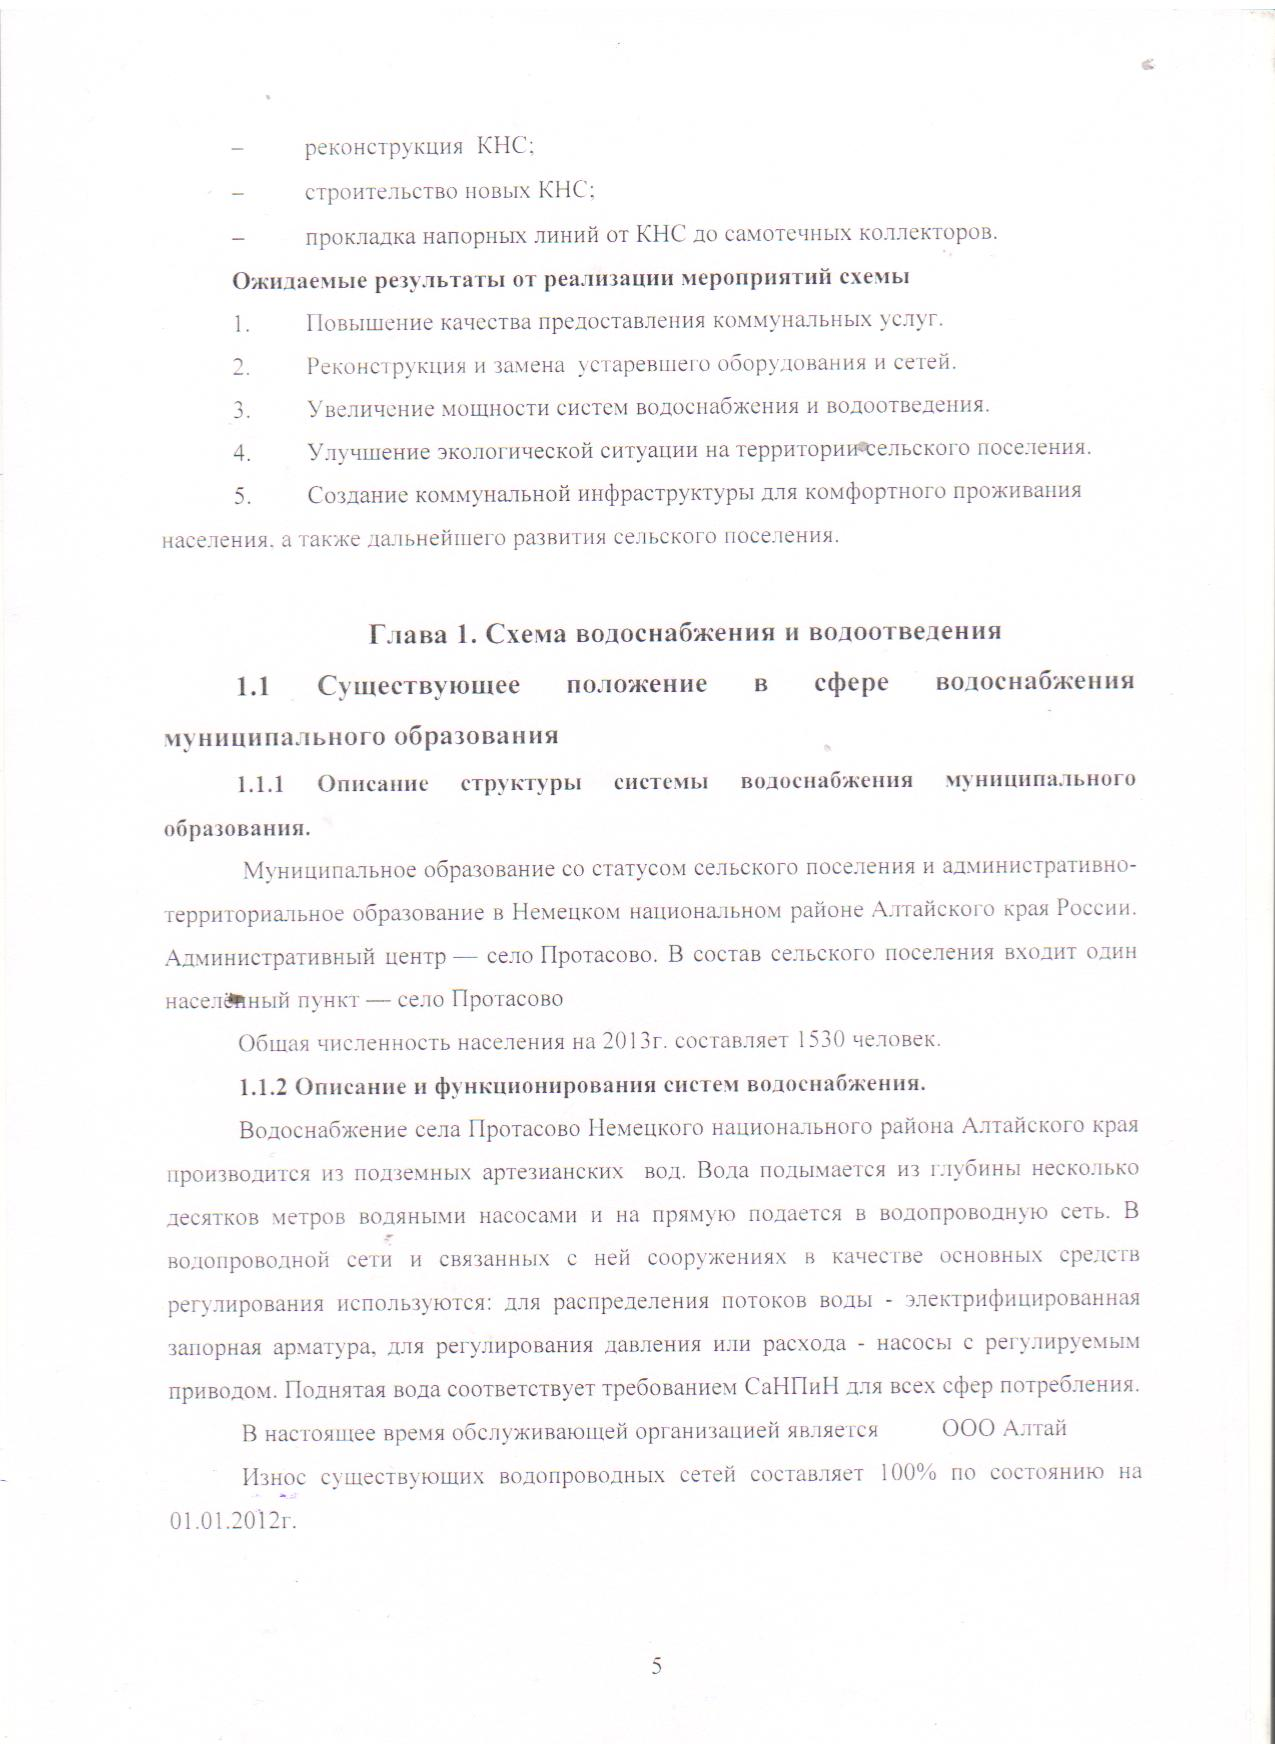 – реконструкция КНС;
– строительство новых КНС;
– прокладка напорных линий от КНС до самотечных коллекторов.
Ожидаемые результаты от реализации мероприятий схемы
1. Повышение качества предоставления коммунальных услуг.
2. Реконструкция и замена устаревшего оборудования и сетей.
3. Увеличение мощности систем водоснабжения и водоотведения.
4. Улучшение экологической ситуации на территории сельского поселения.
5. Создание коммунальной инфраструктуры для комфортного проживания
населения, а также дальнейшего развития сельского поселения.
Глава 1. Схема водоснабжения и водоотведения
1.1 Существующее положение в сфере водоснабжения
муниципального образования
1.1.1 Описание структуры системы водоснабжения муниципального
образования.
Муниципальное образование со статусом сельского поселения и административно-
территориальное образование в Немецком национальном районе Алтайского края России.
Административный центр — село Протасово. В состав сельского поселения входит один
населённый пункт — село Протасово
Общая численность населения на 2013г. составляет 1530 человек.
1.1.2 Описание и функционирования систем водоснабжения.
Водоснабжение села Протасово Немецкого национального района Алтайского края
производится из подземных артезианских вод. Вода подымается из глубины несколько
десятков метров водяными насосами и на прямую подается в водопроводную сеть. В
водопроводной сети и связанных с ней сооружениях в качестве основных средств
регулирования используются: для распределения потоков воды - электрифицированная
запорная арматура, для регулирования давления или расхода - насосы с регулируемым
приводом. Поднятая вода соответствует требованием СаНПиН для всех сфер потребления.
В настоящее время обслуживающей организацией является ООО Алтай
Износ существующих водопроводных сетей составляет 100% по состоянию на
01.01.2012г.
5